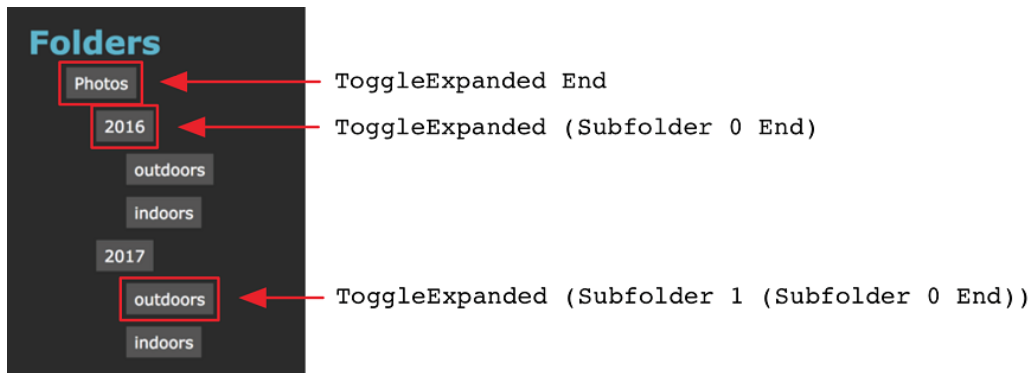 Folders
Photos
ToggleExpanded End
2016
ToggleExpanded (Subfolder 0 End)
outdoors
indoors
2017
outdoors
ToggleExpanded (Subfolder 1 (Subfolder 0 End))
indoors